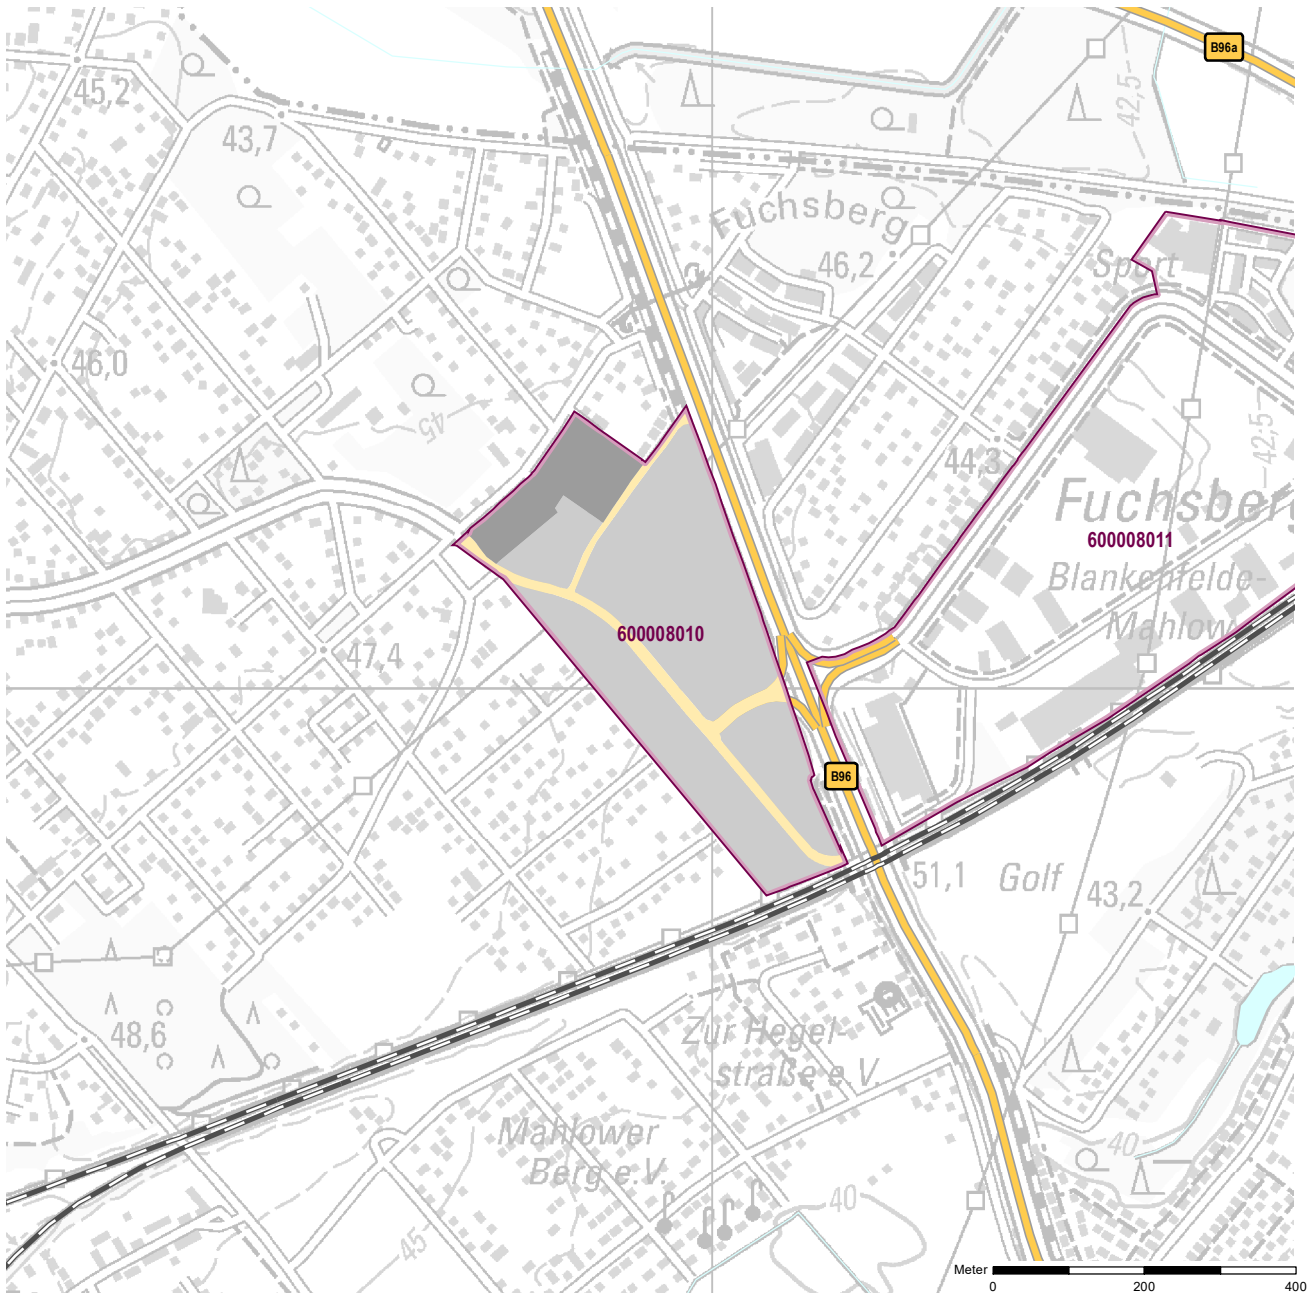 B96a
45,2
42,5
43,7
Fuchsberg
46,2
Sport
46,0
45
44,3
42,5
Fuchsberg
600008011
Blankenfelde-
Mahlow
600008010
47,4
B96
51,1
Golf
43,2
48,6
Zur Hegel-
straße e.V.
Mahlower
Berg e.V.
40
40
45
Meter
0
200
400